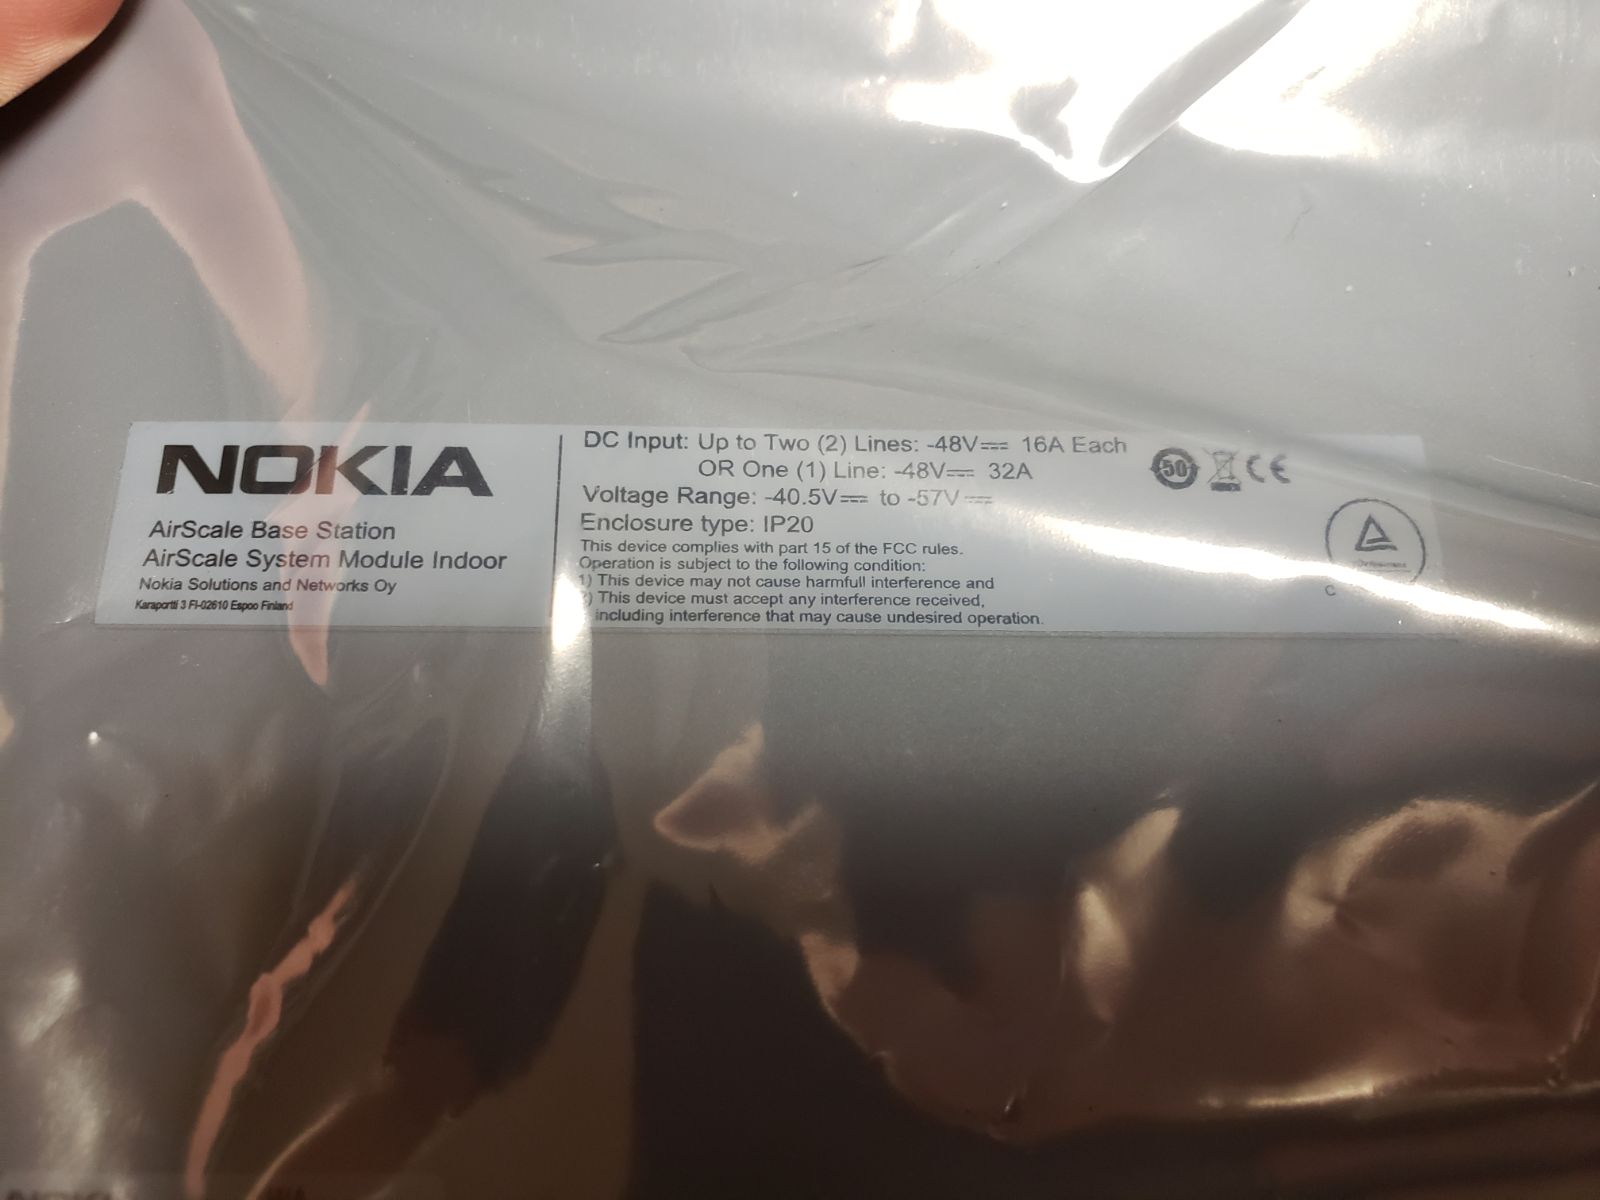 NOKIA
AirScale Base Station
AirScale System Module Indoor
Nokia Solutions and Networks Oy
Karaportti 3 FI-02610 Espoo Finland
DC Input: Up to Two (2) Lines: -48V⎓ 16A Each
OR One (1) Line: -48V⎓ 32A
Voltage Range: -40.5V⎓ to -57V⎓
Enclosure type: IP20
This device complies with part 15 of the FCC rules.
Operation is subject to the following condition:
1) This device may not cause harmfull interference and
) This device must accept any interference received,
including interference that may cause undesired operation.
50 CE